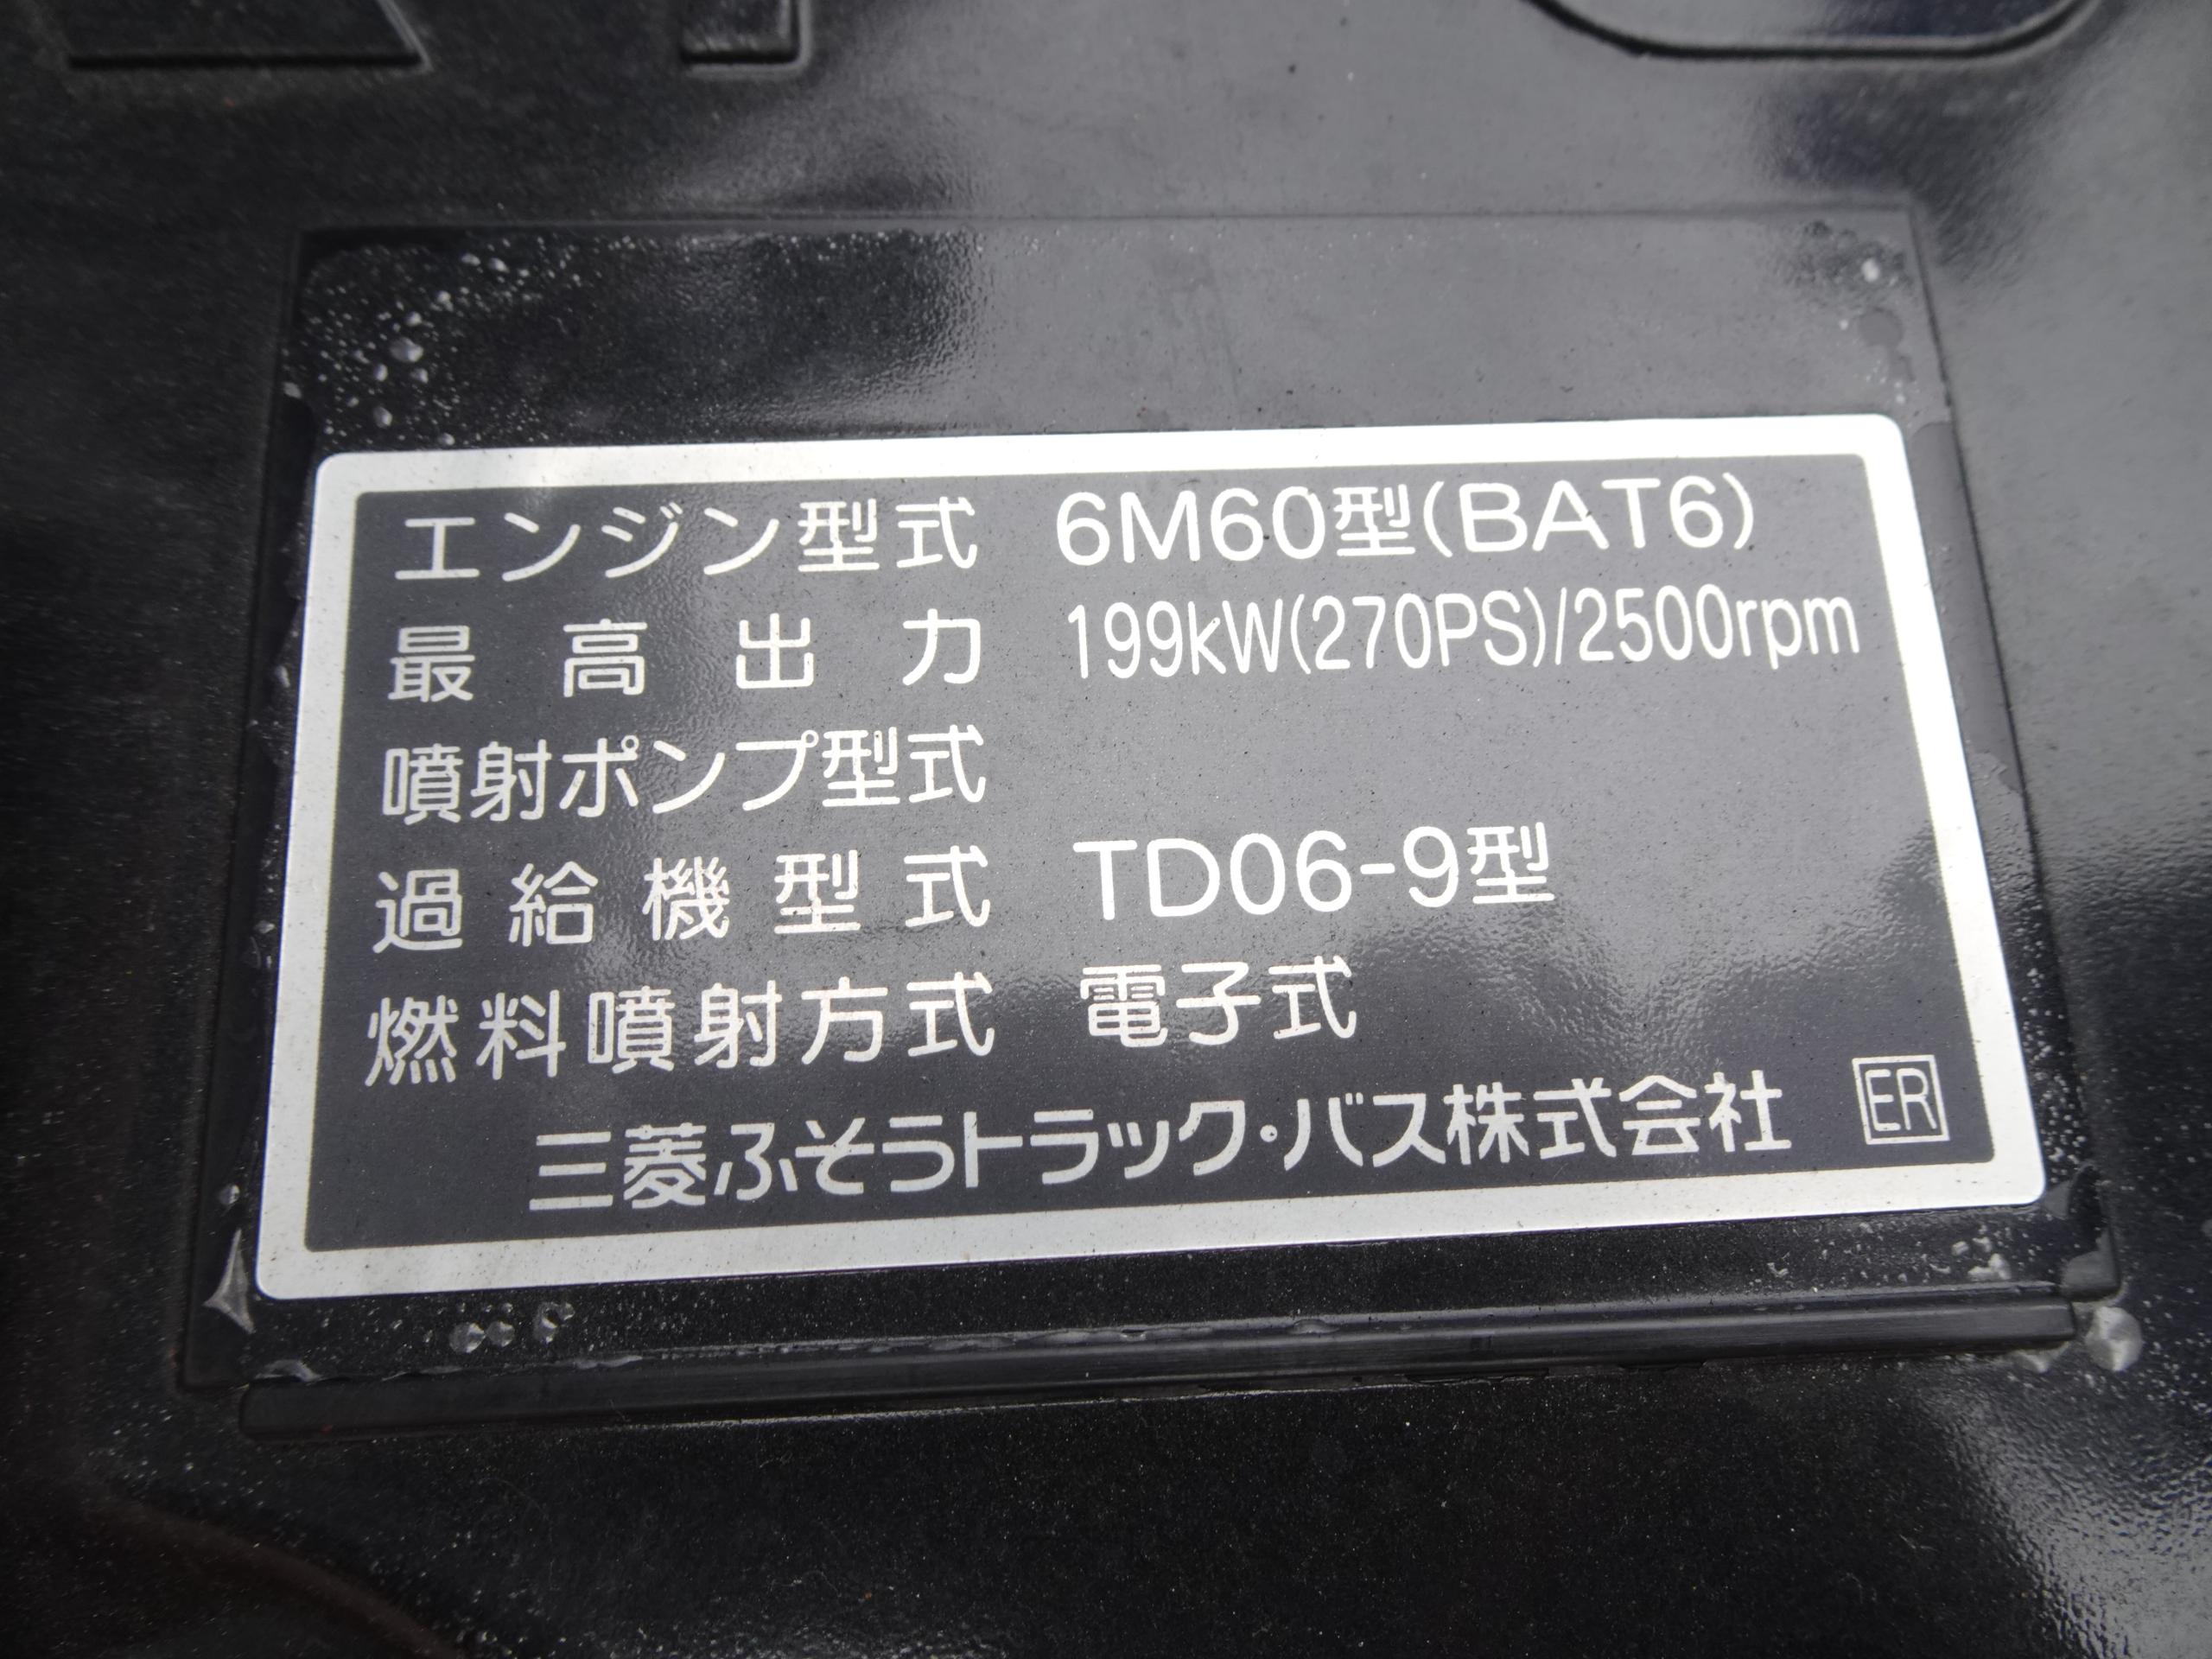 エンジン型式 6M60型(BAT6)
最高出力 199kW(270PS)/2500rpm
噴射ポンプ型式
過給機型式 TD06-9型
燃料噴射方式 電子式
三菱ふそうトラック・バス株式会社 ER